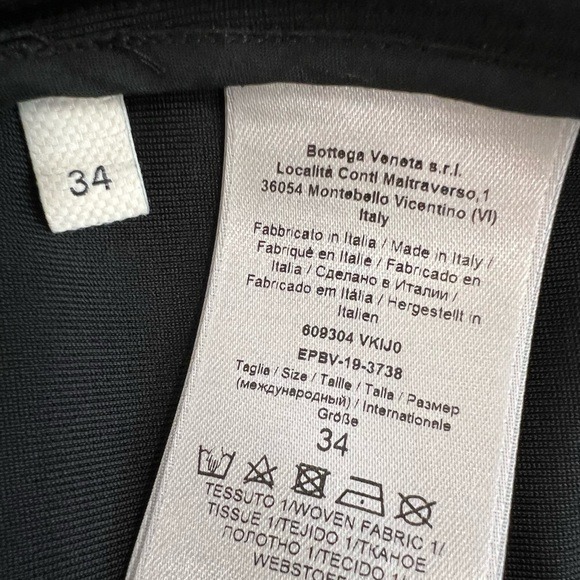 34
Bottega Veneta s.r.l.
Località Conti Maltraverso,1
36054 Montebello Vicentino (VI)
Italy
Fabbricato in Italia / Made in Italy /
Fabriqué en Italie / Fabricado en
Italia / Сделано в Италии /
Fabricado em Itália / Hergestellt in
Italien
609304 VKIJ0
EPBV-19-3738
Taglia / Size / Taille / Talla / Размер
(международный) / Internationale
Größe
34
TESSUTO 1/WOVEN FABRIC 1/
TISSUE 1/TEJIDO 1/ТКАНОЕ
ПОЛОТНО 1/TECIDO 1/